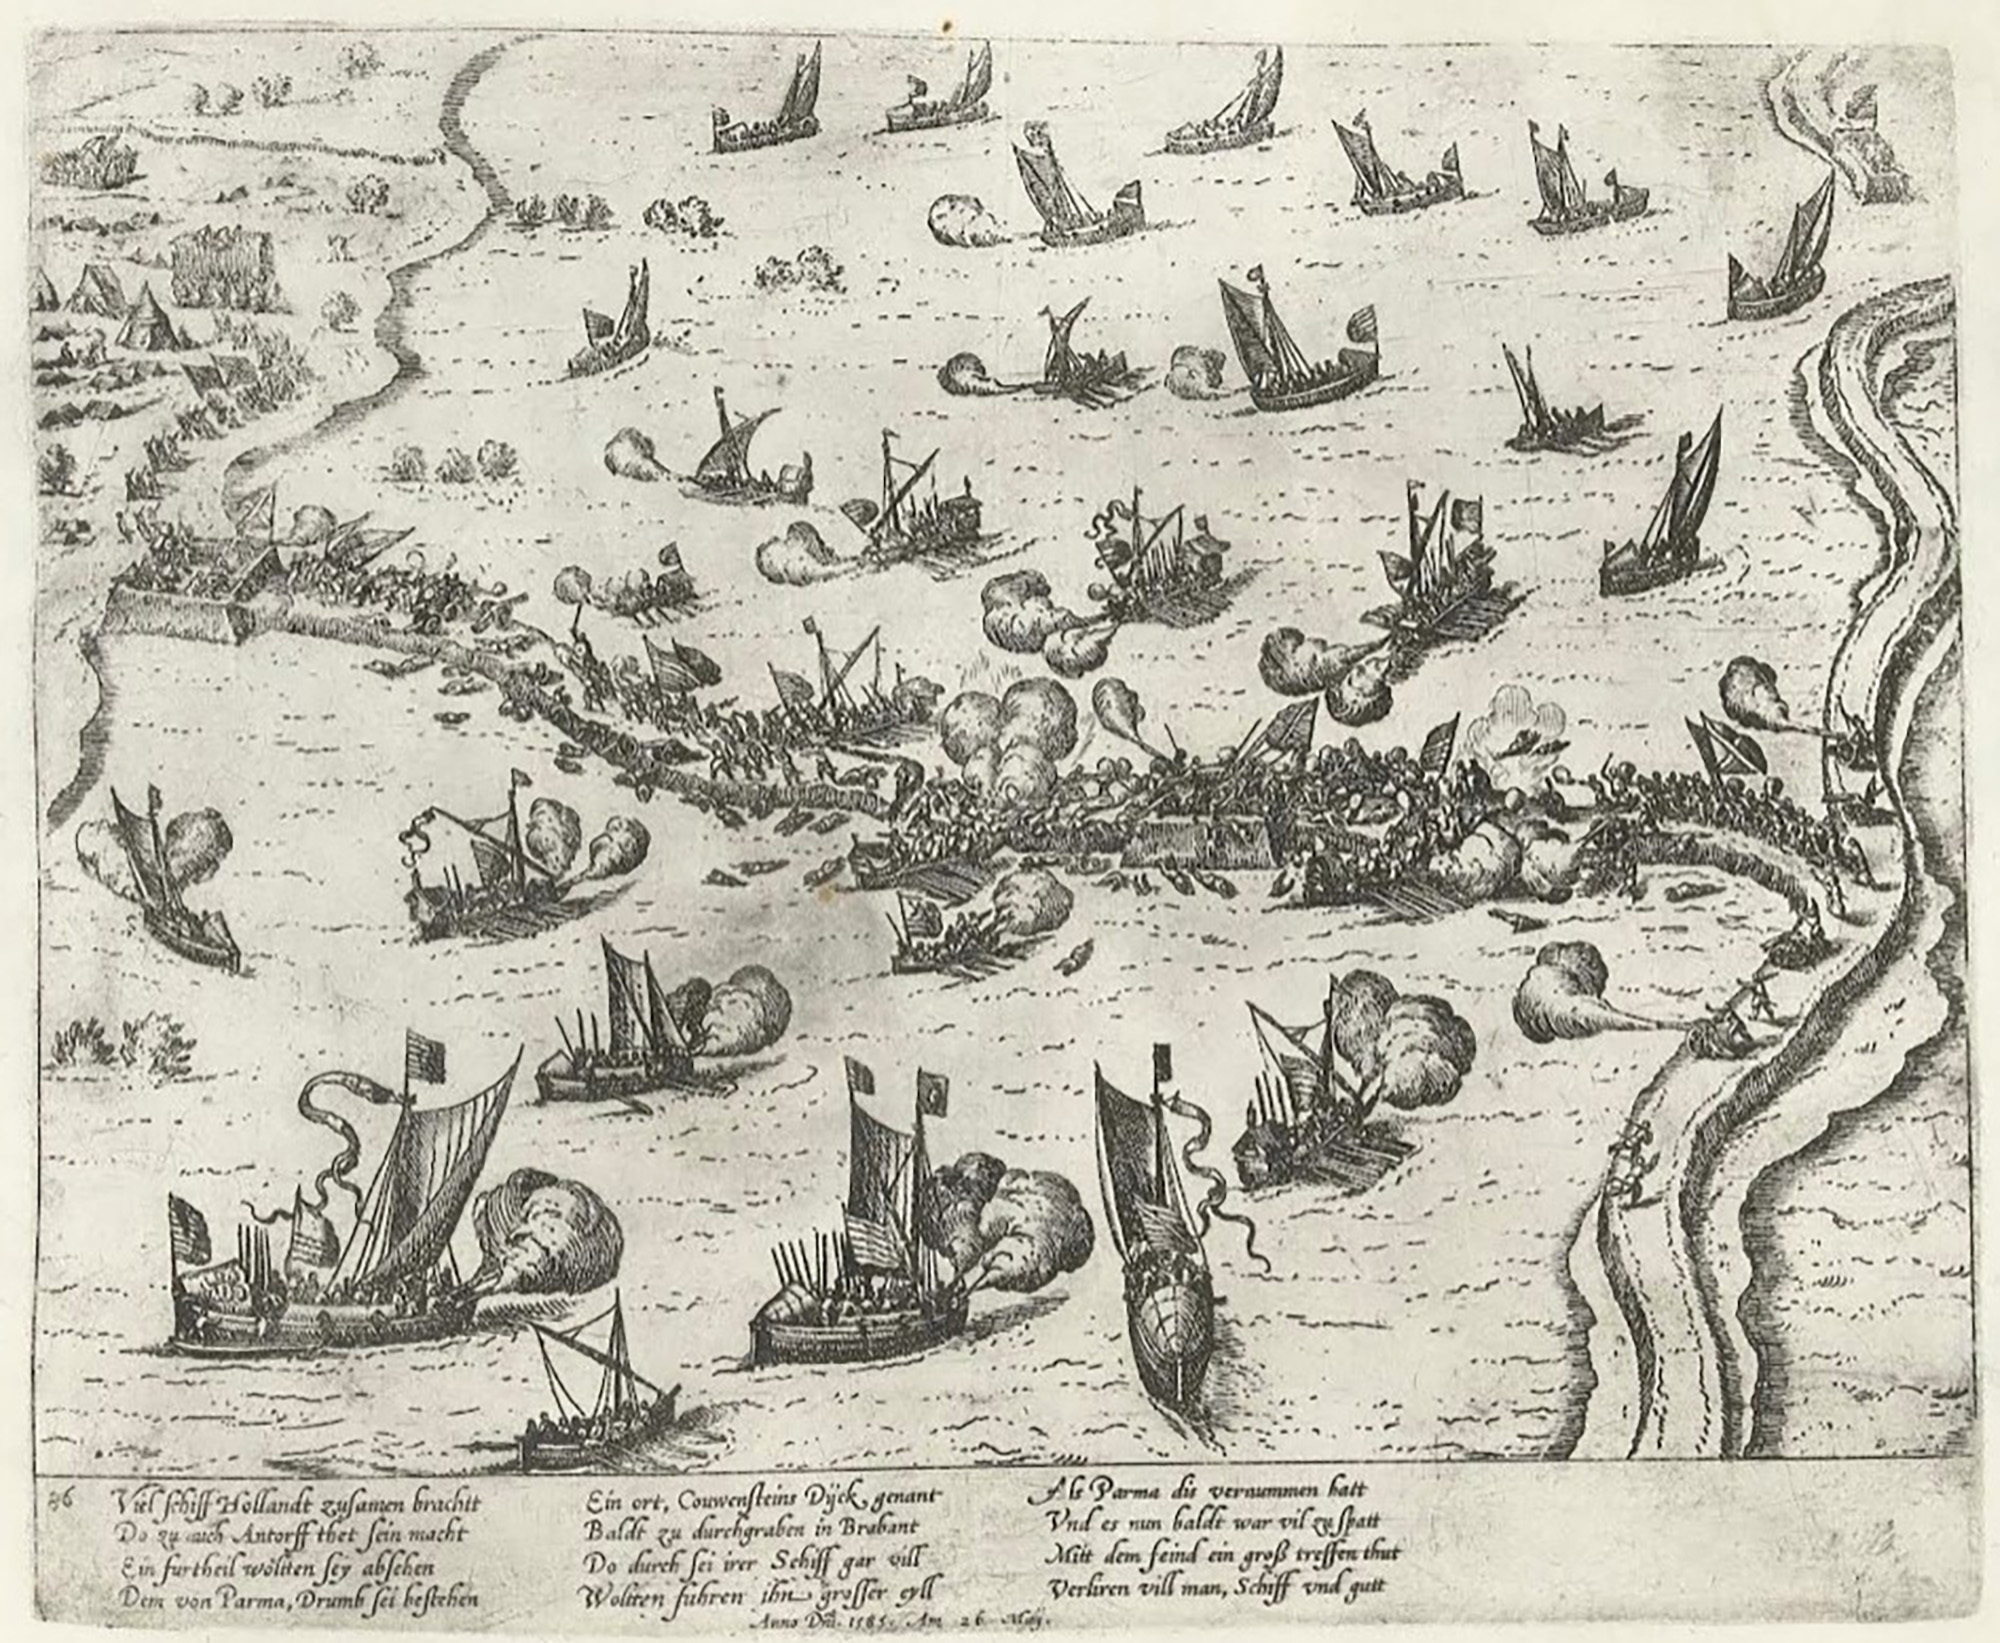 86
Viel schiff Hollandt zusamen brachtt
Do zu auch Antorff thet sein macht
Ein furtheil wöltten sey absehen
Dem von Parma, Drumb sei bestehen
Ein ort, Couwensteins Dijck genant
Baldt zu durchgraben in Brabant
Do durch sei irer Schiff gar vill
Woltten fuhren ihn grosser eyll
Als Parma dis vernummen hatt
Vnd es nun baldt war vil zu spatt
Mitt dem feind ein groß treffen thut
Verliren vill man, Schiff vnd gutt
Anno Dni. 1585. Am 26 Maij.